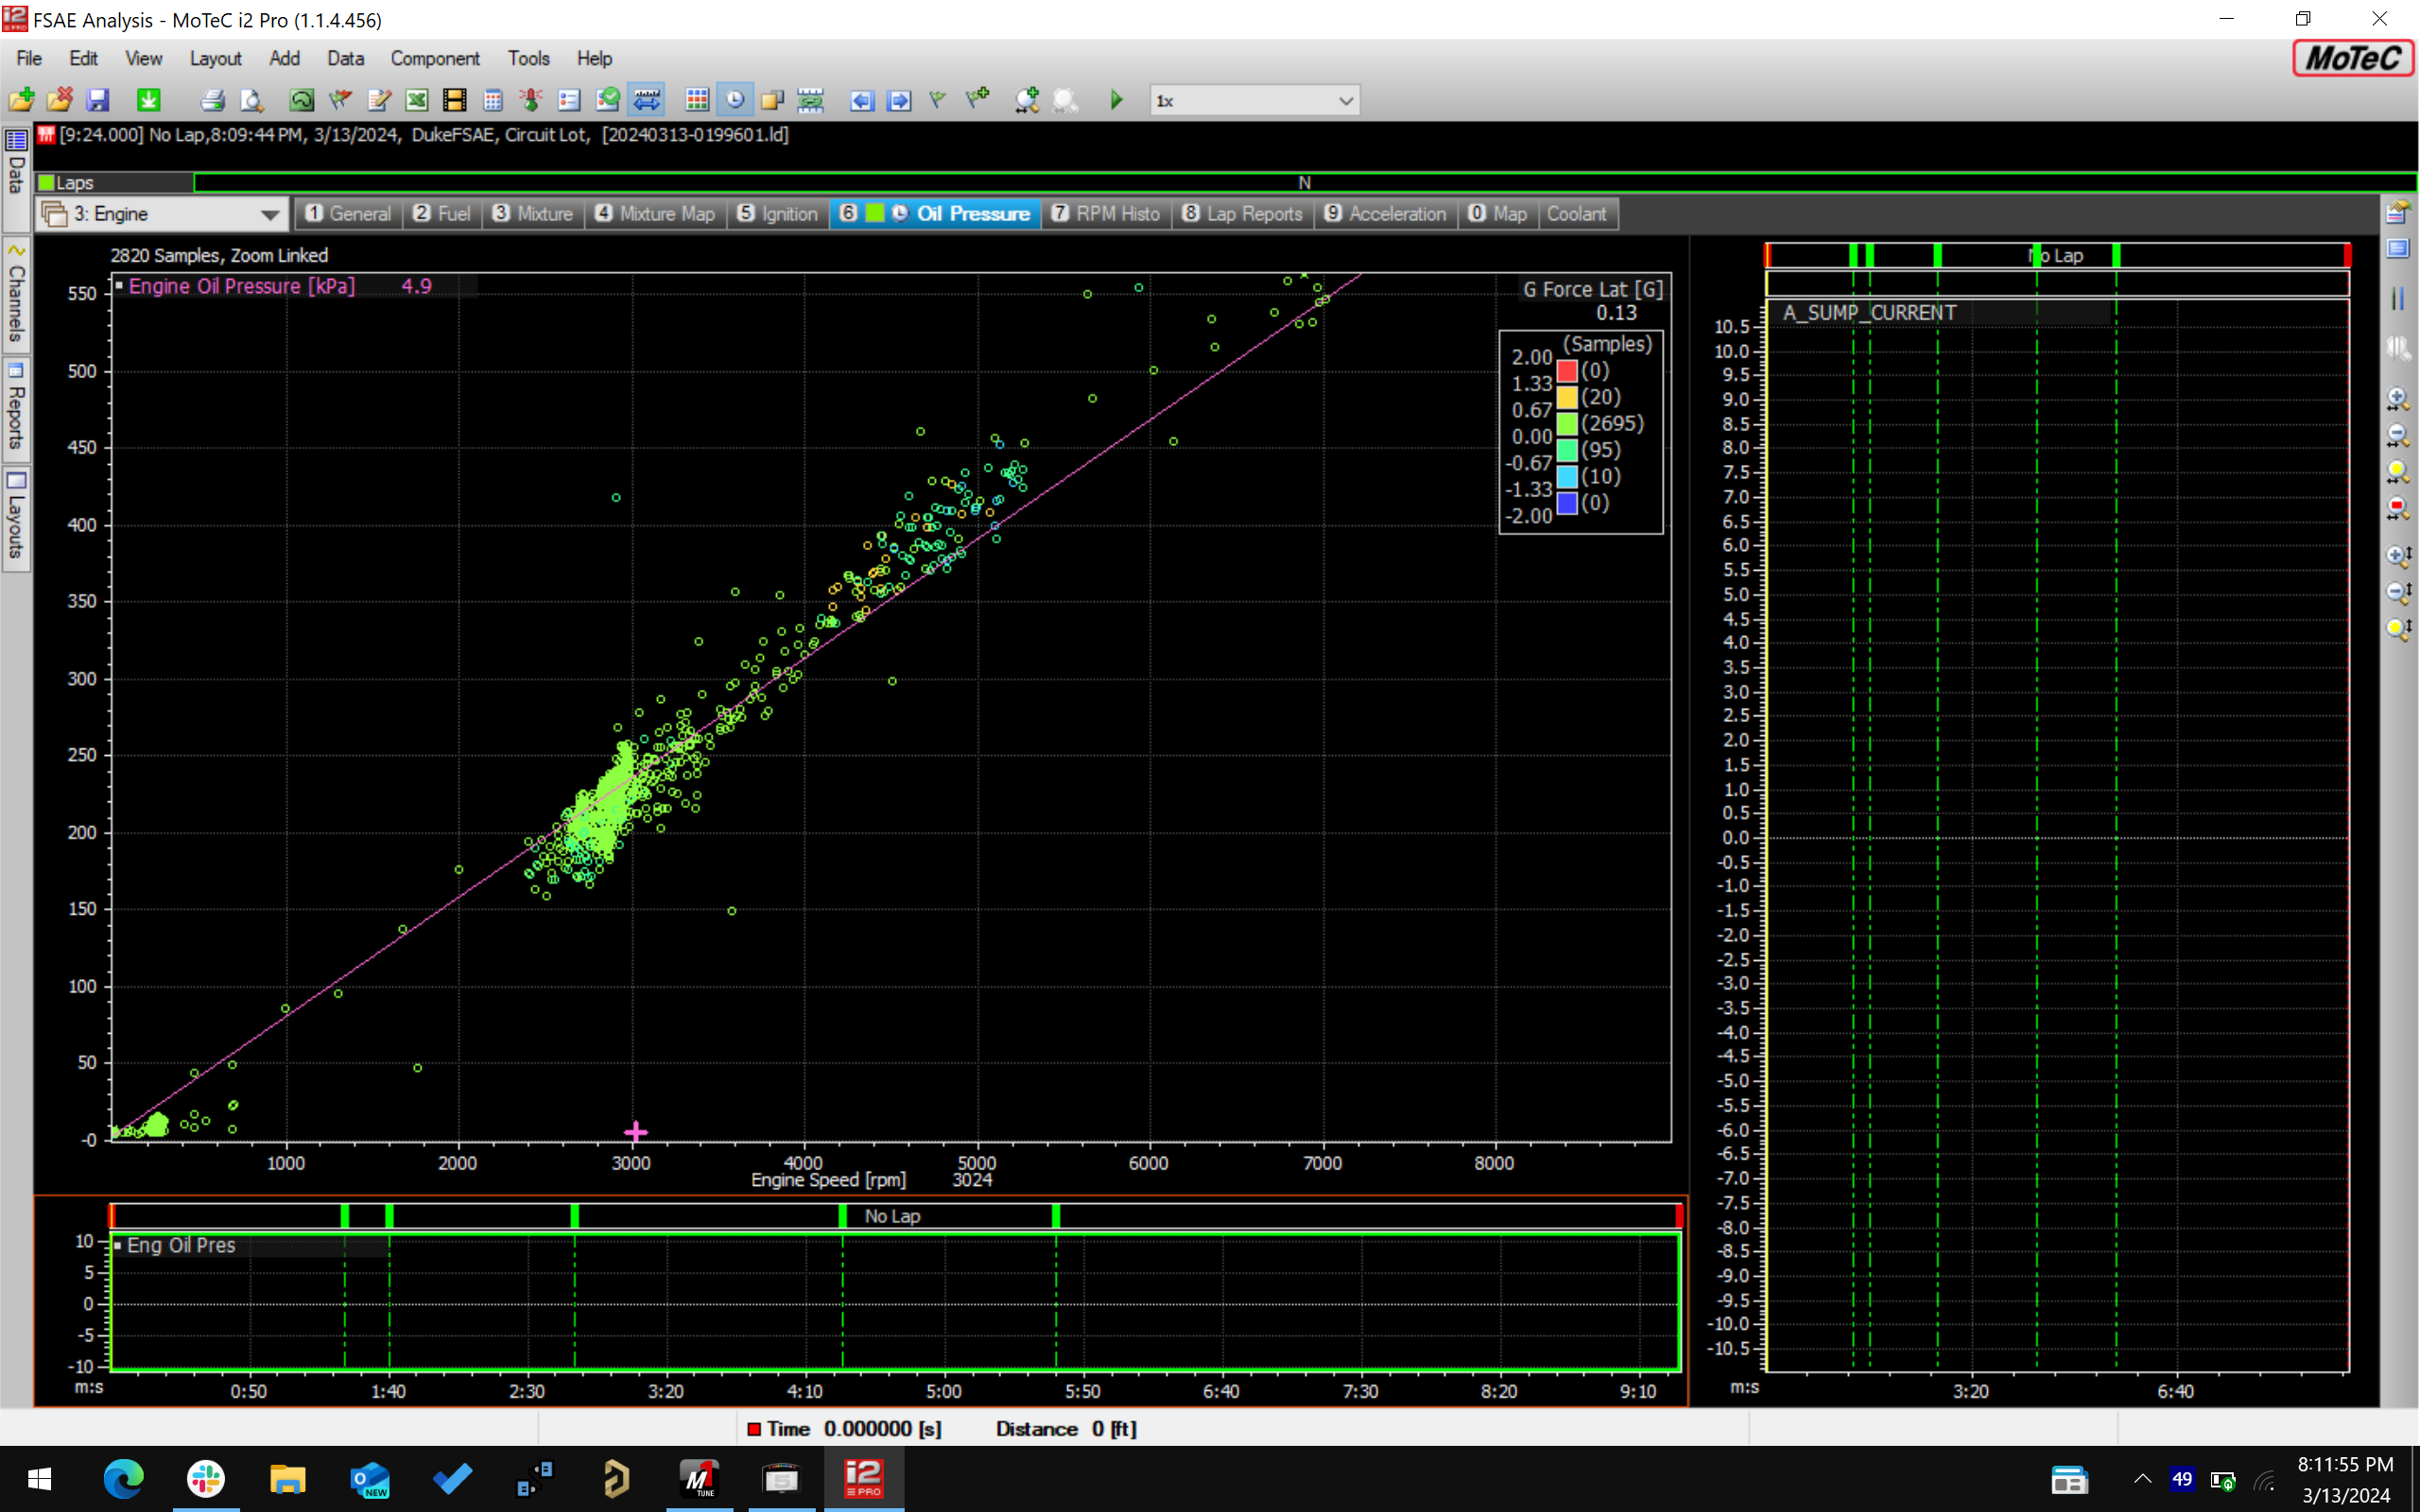 FSAE Analysis - MoTeC i2 Pro (1.1.4.456)
File Edit View Layout Add Data Component Tools Help
MoTeC
1x
[9:24.000] No Lap,8:09:44 PM, 3/13/2024, DukeFSAE, Circuit Lot, [20240313-0199601.ld]
Laps
N
3: Engine
1 General 2 Fuel 3 Mixture 4 Mixture Map 5 Ignition 6 Oil Pressure 7 RPM Histo 8 Lap Reports 9 Acceleration 0 Map Coolant
Data
Channels
Reports
Layouts
2820 Samples, Zoom Linked
Engine Oil Pressure [kPa] 4.9
G Force Lat [G]
0.13
(Samples)
2.00
(0)
1.33
(20)
0.67
(2695)
0.00
(95)
-0.67
(10)
-1.33
(0)
-2.00
550
500
450
400
350
300
250
200
150
100
50
-0
1000 2000 3000 4000 5000 6000 7000 8000
Engine Speed [rpm] 3024
No Lap
Eng Oil Pres
10
5
0
-5
-10
m:s
0:50 1:40 2:30 3:20 4:10 5:00 5:50 6:40 7:30 8:20 9:10
No Lap
A_SUMP_CURRENT
10.5
10.0
9.5
9.0
8.5
8.0
7.5
7.0
6.5
6.0
5.5
5.0
4.5
4.0
3.5
3.0
2.5
2.0
1.5
1.0
0.5
0.0
-0.5
-1.0
-1.5
-2.0
-2.5
-3.0
-3.5
-4.0
-4.5
-5.0
-5.5
-6.0
-6.5
-7.0
-7.5
-8.0
-8.5
-9.0
-9.5
-10.0
-10.5
m:s
3:20 6:40
Time 0.000000 [s] Distance 0 [ft]
NEW
M1
TUNE
i2
PRO
49
8:11:55 PM
3/13/2024